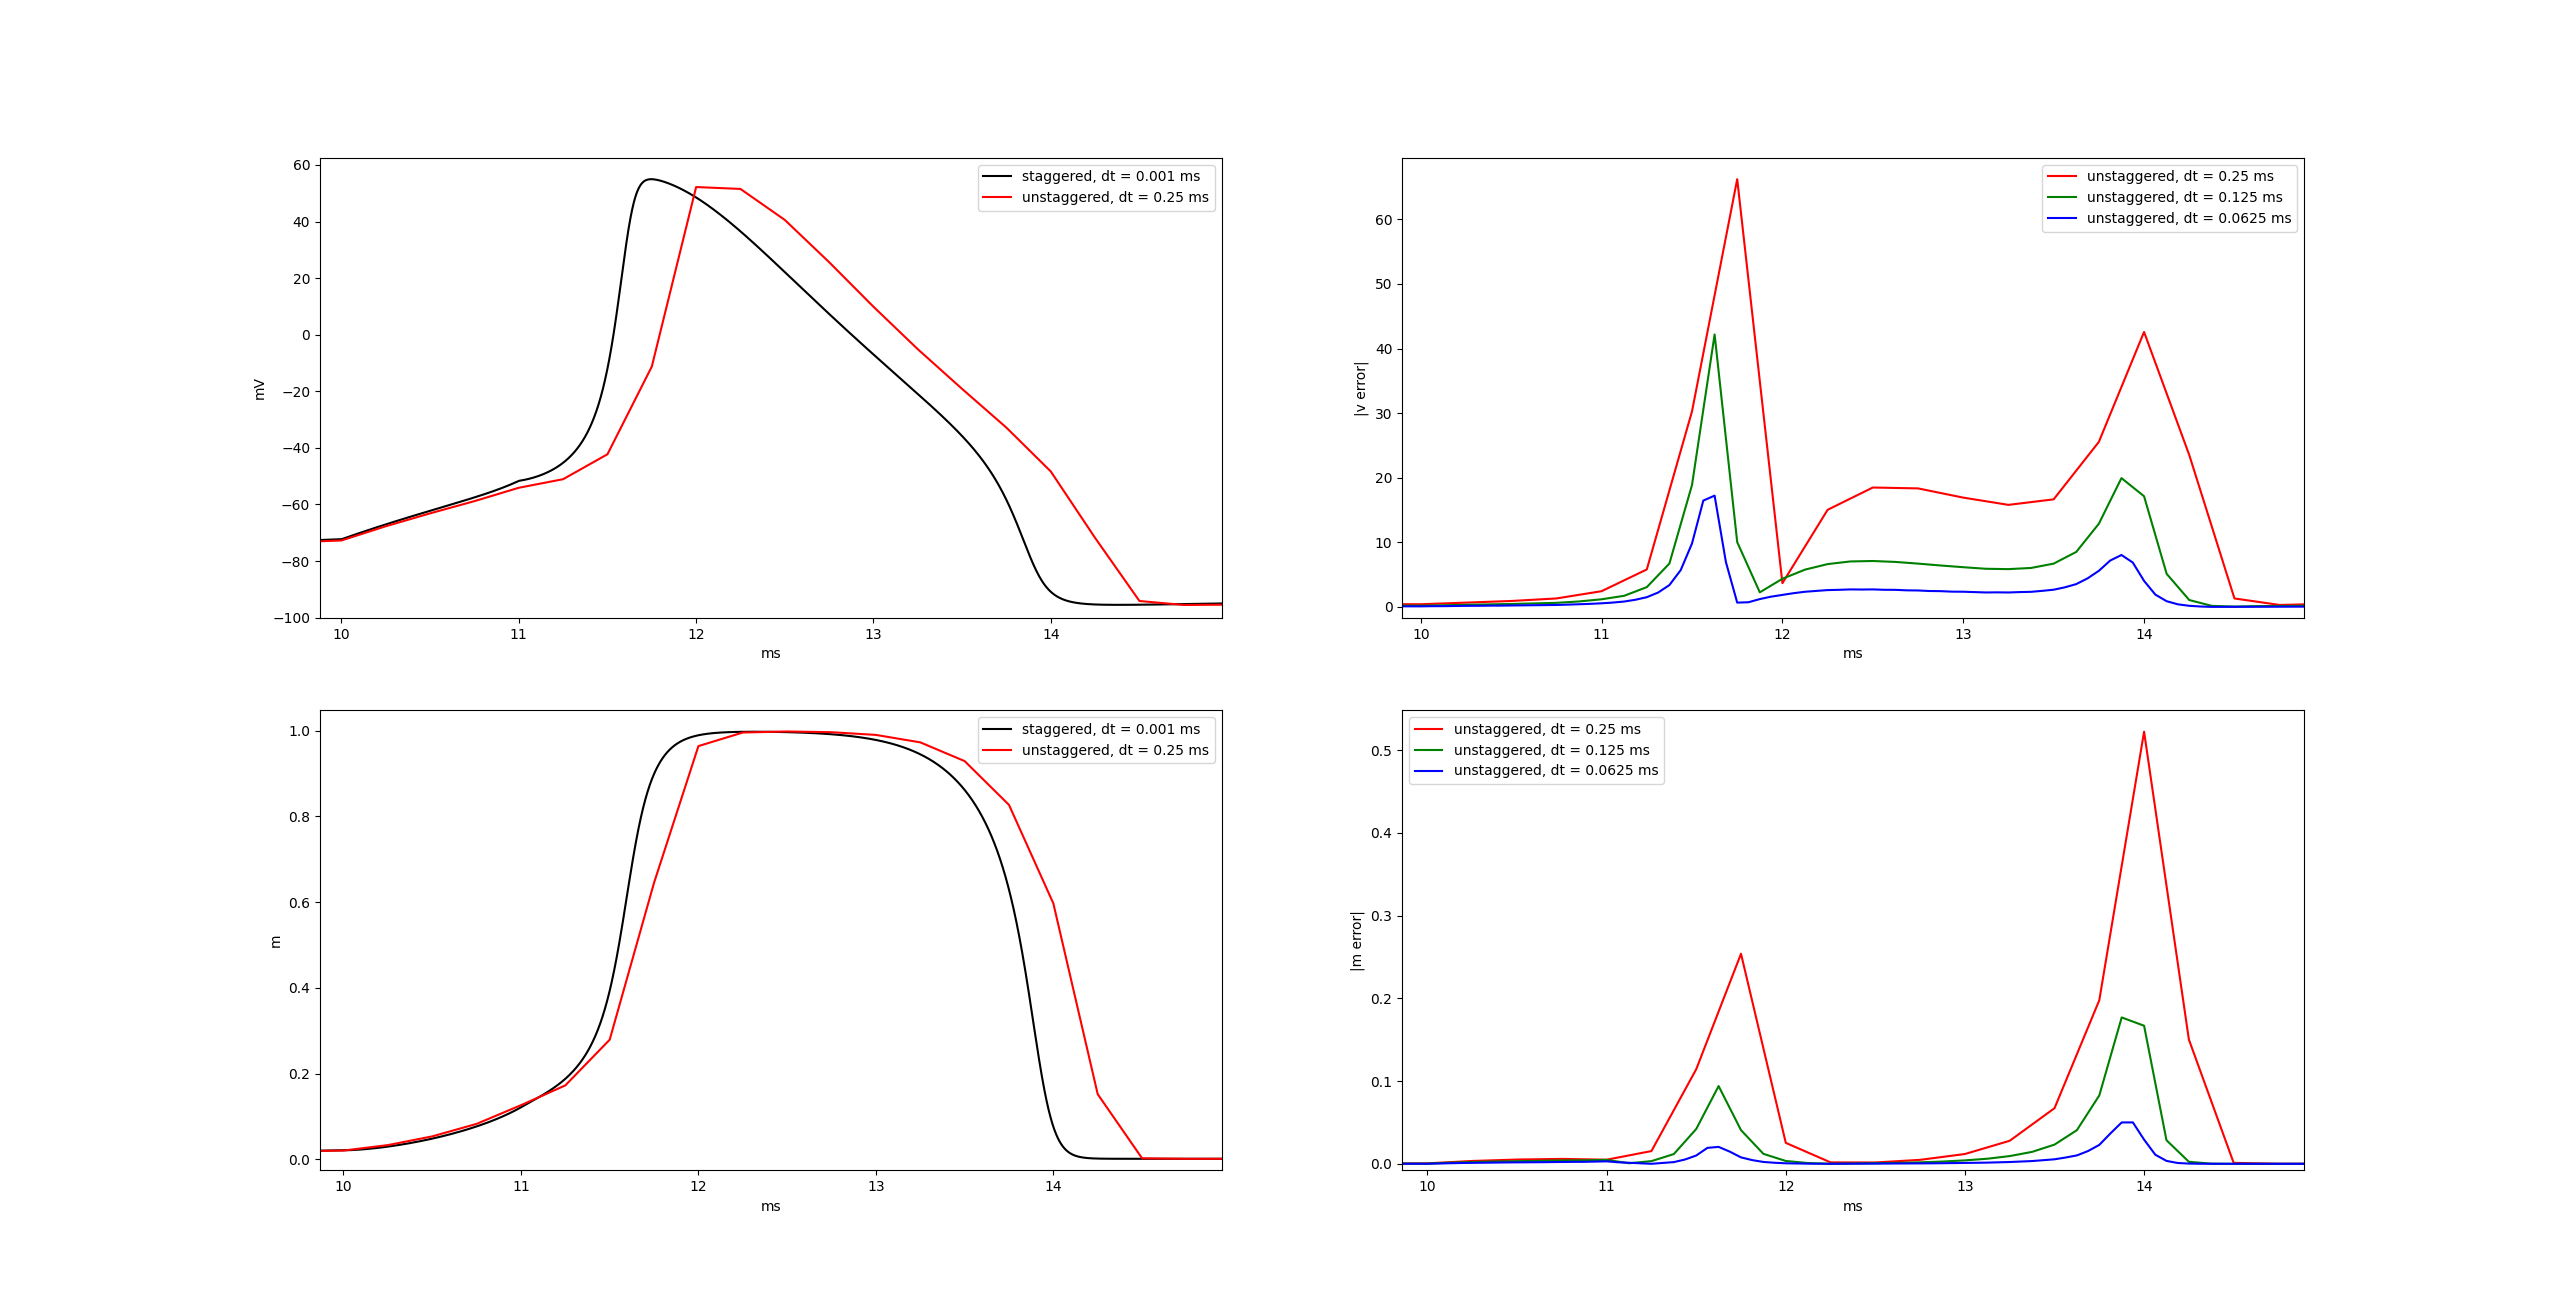 60
40
20
0
−20
−40
−60
−80
−100
mV
staggered, dt = 0.001 ms
unstaggered, dt = 0.25 ms
10 11 12 13 14
ms
60
50
40
30
20
10
0
|v error|
unstaggered, dt = 0.25 ms
unstaggered, dt = 0.125 ms
unstaggered, dt = 0.0625 ms
10 11 12 13 14
ms
1.0
0.8
0.6
0.4
0.2
0.0
m
staggered, dt = 0.001 ms
unstaggered, dt = 0.25 ms
10 11 12 13 14
ms
0.5
0.4
0.3
0.2
0.1
0.0
|m error|
unstaggered, dt = 0.25 ms
unstaggered, dt = 0.125 ms
unstaggered, dt = 0.0625 ms
10 11 12 13 14
ms